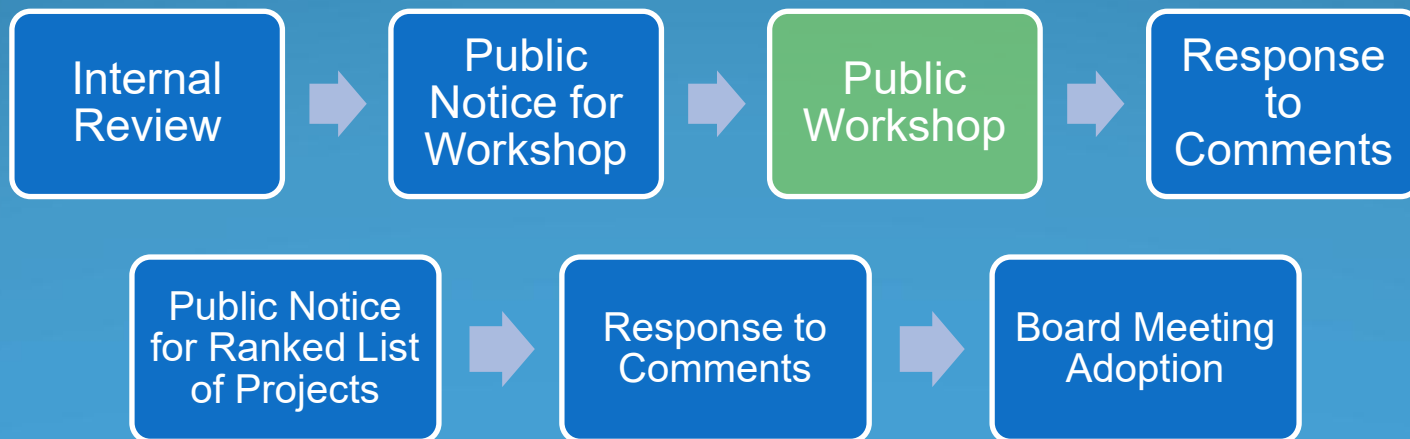 Internal
Review
Public
Notice for
Workshop
Public
Workshop
Response
to
Comments
Public Notice
for Ranked List
of Projects
Response to
Comments
Board Meeting
Adoption